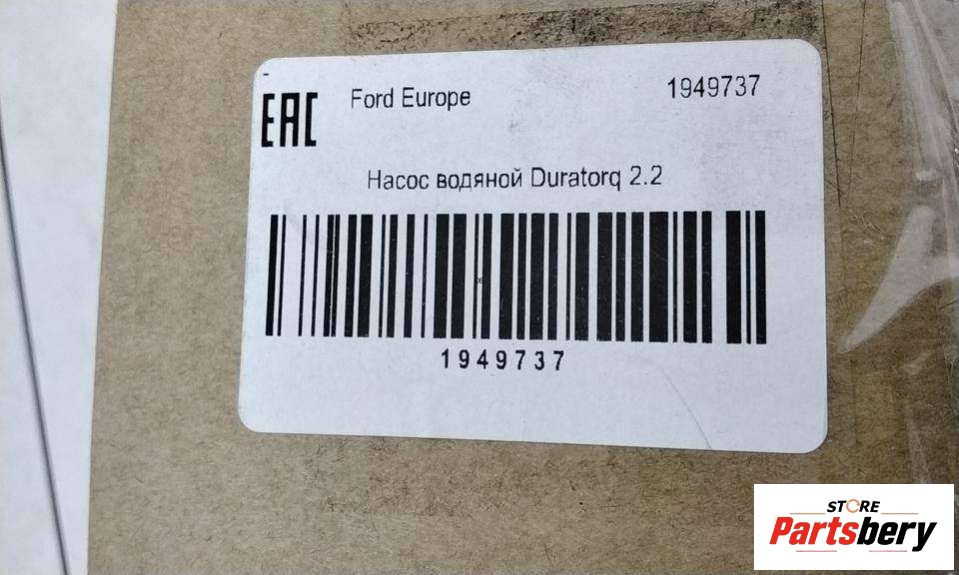 EAC
Ford Europe
1949737
Насос водяной Duratorq 2.2
1949737
STORE
Partsbery